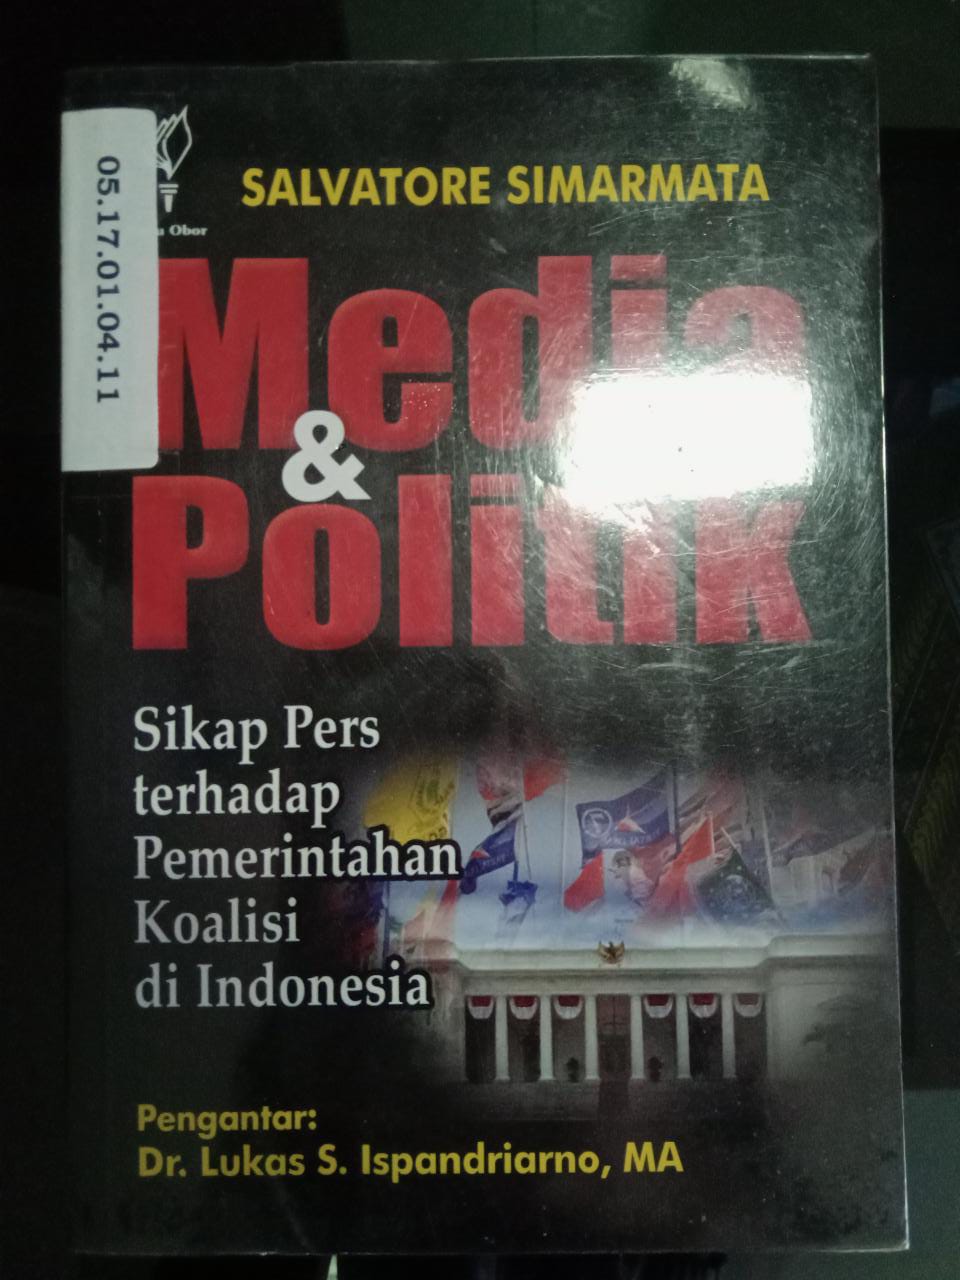 05.17.01.04.11
Obor
SALVATORE SIMARMATA
Media
&
Politik
Sikap Pers
terhadap
Pemerintahan
Koalisi
di Indonesia
Pengantar:
Dr. Lukas S. Ispandriarno, MA